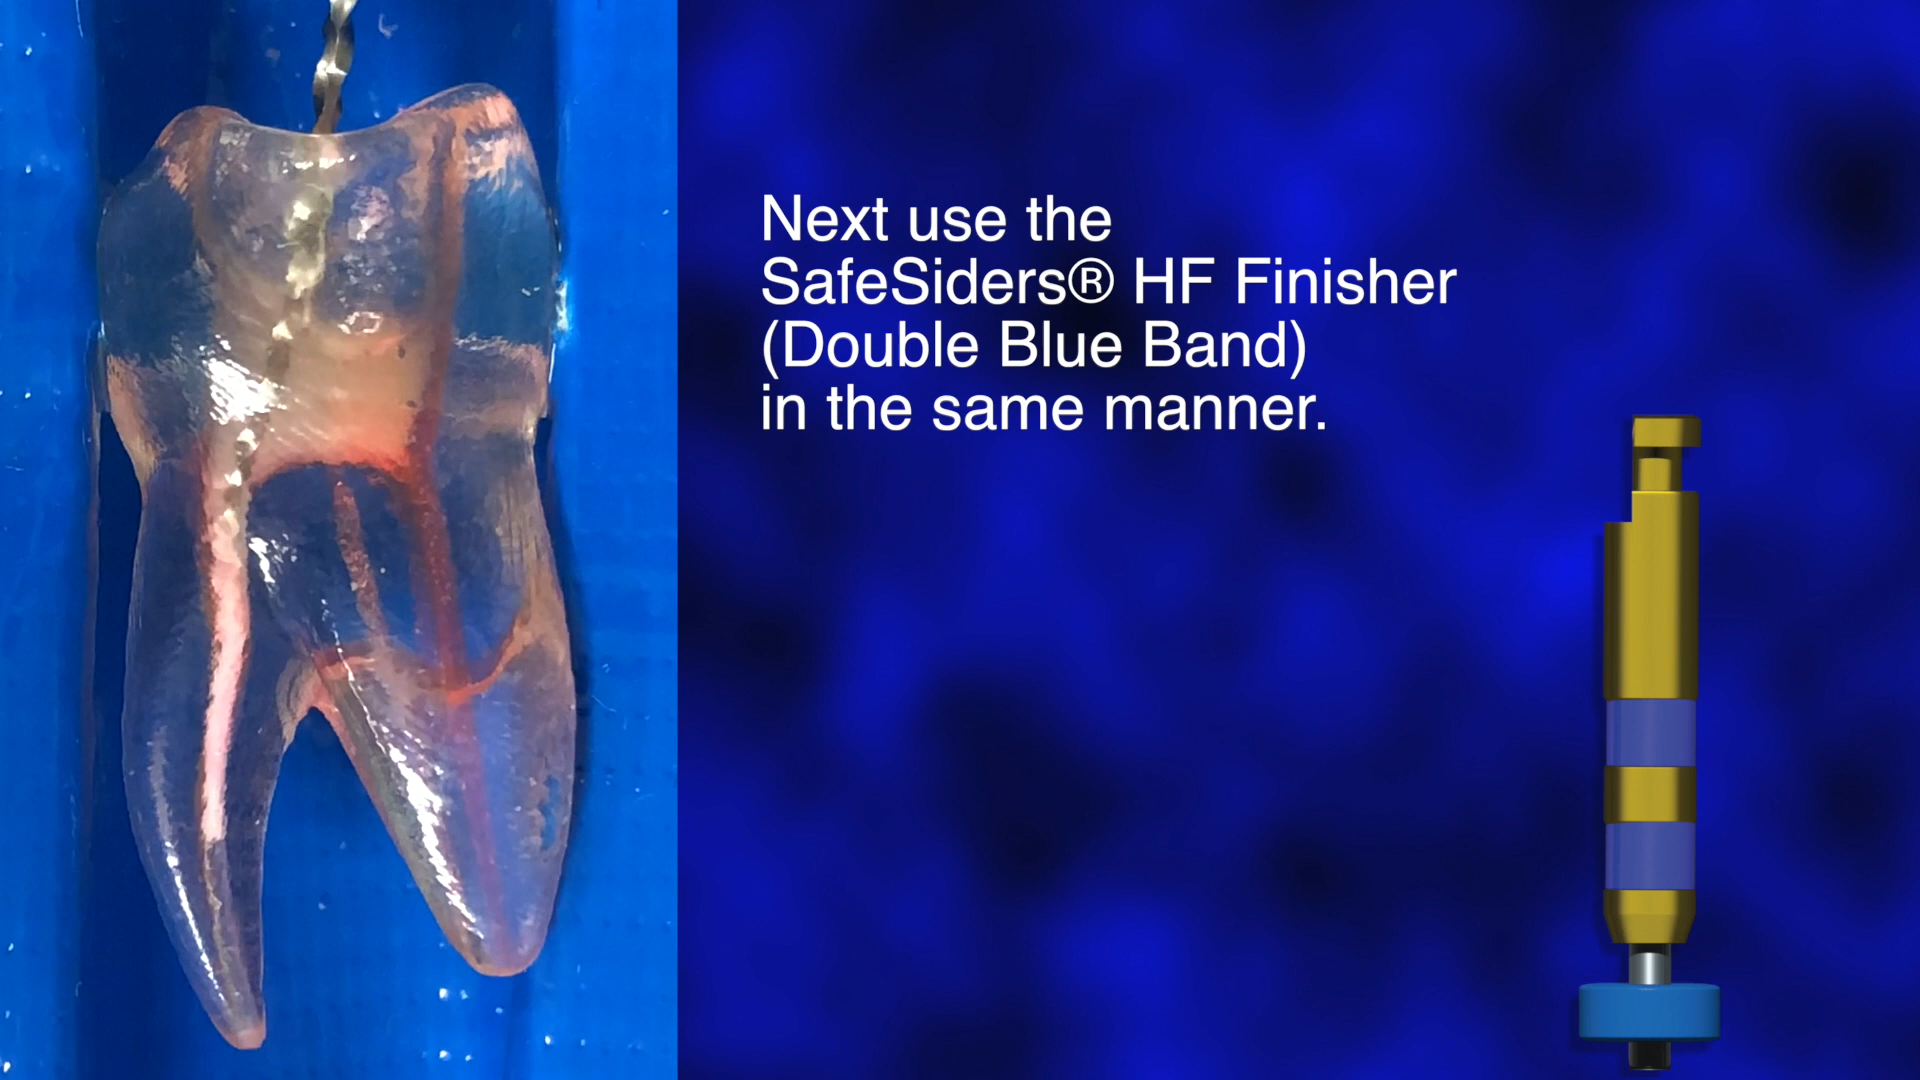 Next use the
SafeSiders® HF Finisher
(Double Blue Band)
in the same manner.